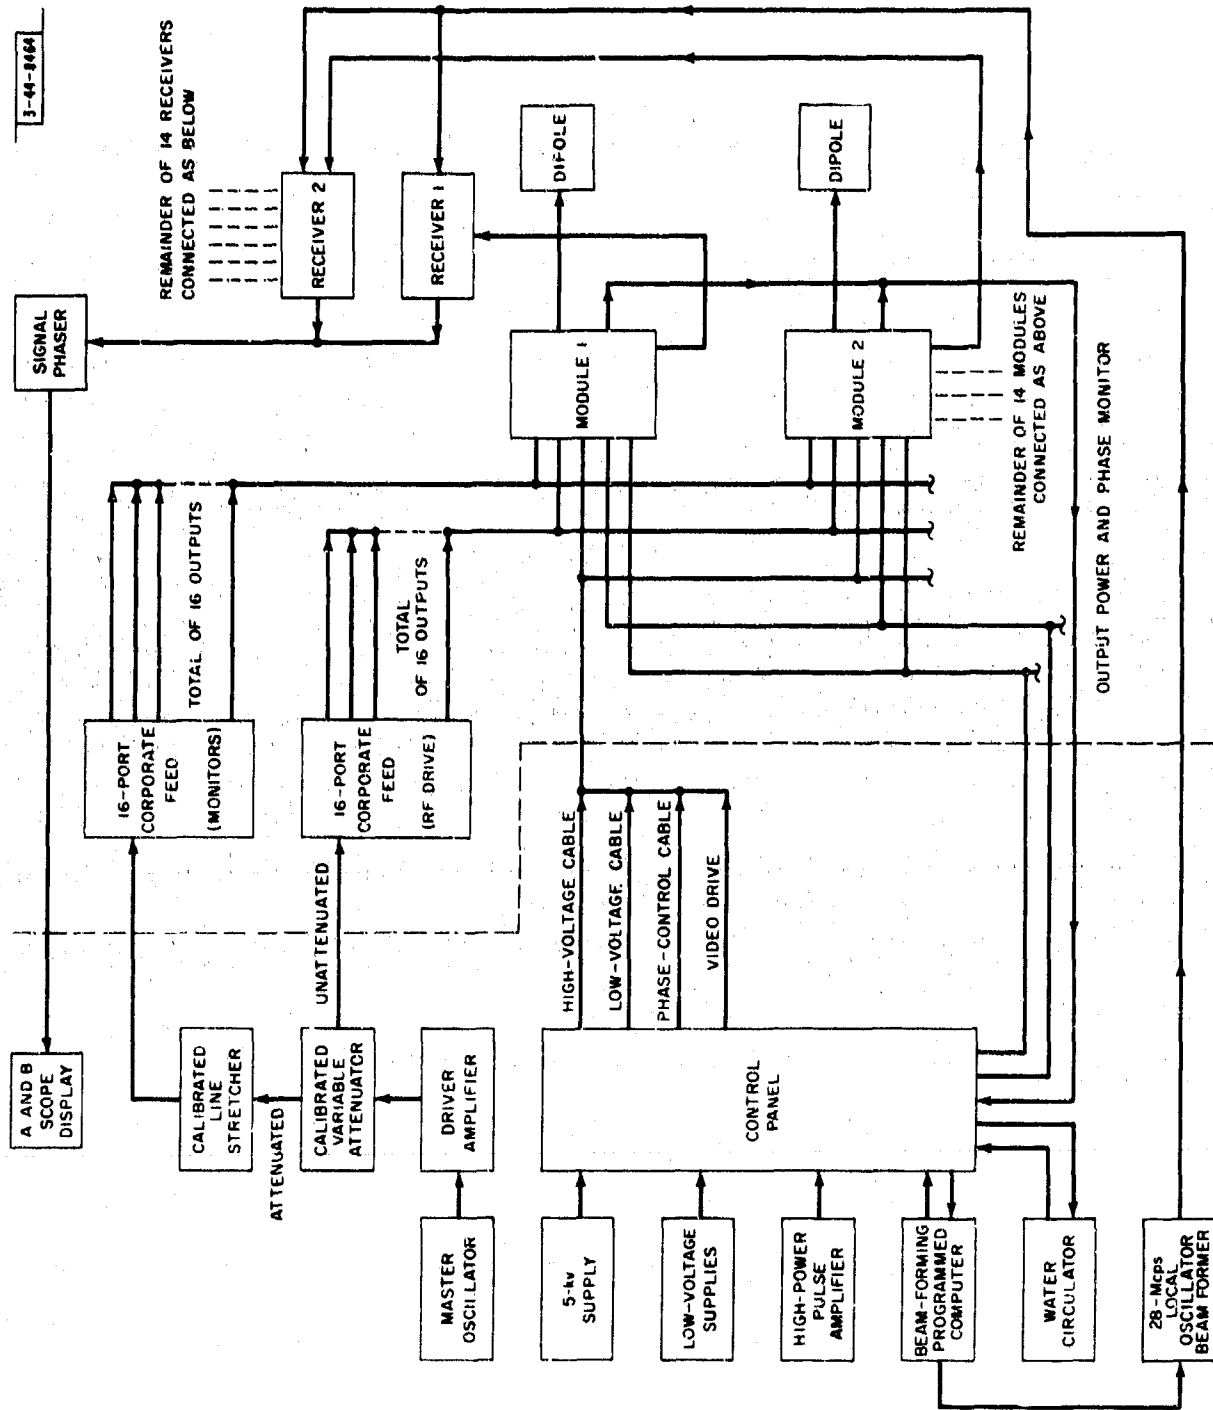 3-44-8464
REMAINDER OF 14 RECEIVERS
CONNECTED AS BELOW
SIGNAL
PHASER
RECEIVER 2
RECEIVER 1
DIPOLE
DIPOLE
MODULE 1
MODULE 2
REMAINDER OF 14 MODULES
CONNECTED AS ABOVE
OUTPUT POWER AND PHASE MONITOR
TOTAL OF 16 OUTPUTS
TOTAL
OF 16 OUTPUTS
16-PORT
CORPORATE
FEED
(MONITORS)
16-PORT
CORPORATE
FEED
(RF DRIVE)
UNATTENUATED
HIGH-VOLTAGE CABLE
LOW-VOLTAGE CABLE
PHASE-CONTROL CABLE
VIDEO DRIVE
A AND B
SCOPE
DISPLAY
CALIBRATED
LINE
STRETCHER
ATTENUATED
CALIBRATED
VARIABLE
ATTENUATOR
DRIVER
AMPLIFIER
CONTROL
PANEL
MASTER
OSCILLATOR
5-kv
SUPPLY
LOW-VOLTAGE
SUPPLIES
HIGH-POWER
PULSE
AMPLIFIER
BEAM-FORMING
PROGRAMMED
COMPUTER
WATER
CIRCULATOR
28-Mcps
LOCAL
OSCILLATOR
BEAM FORMER